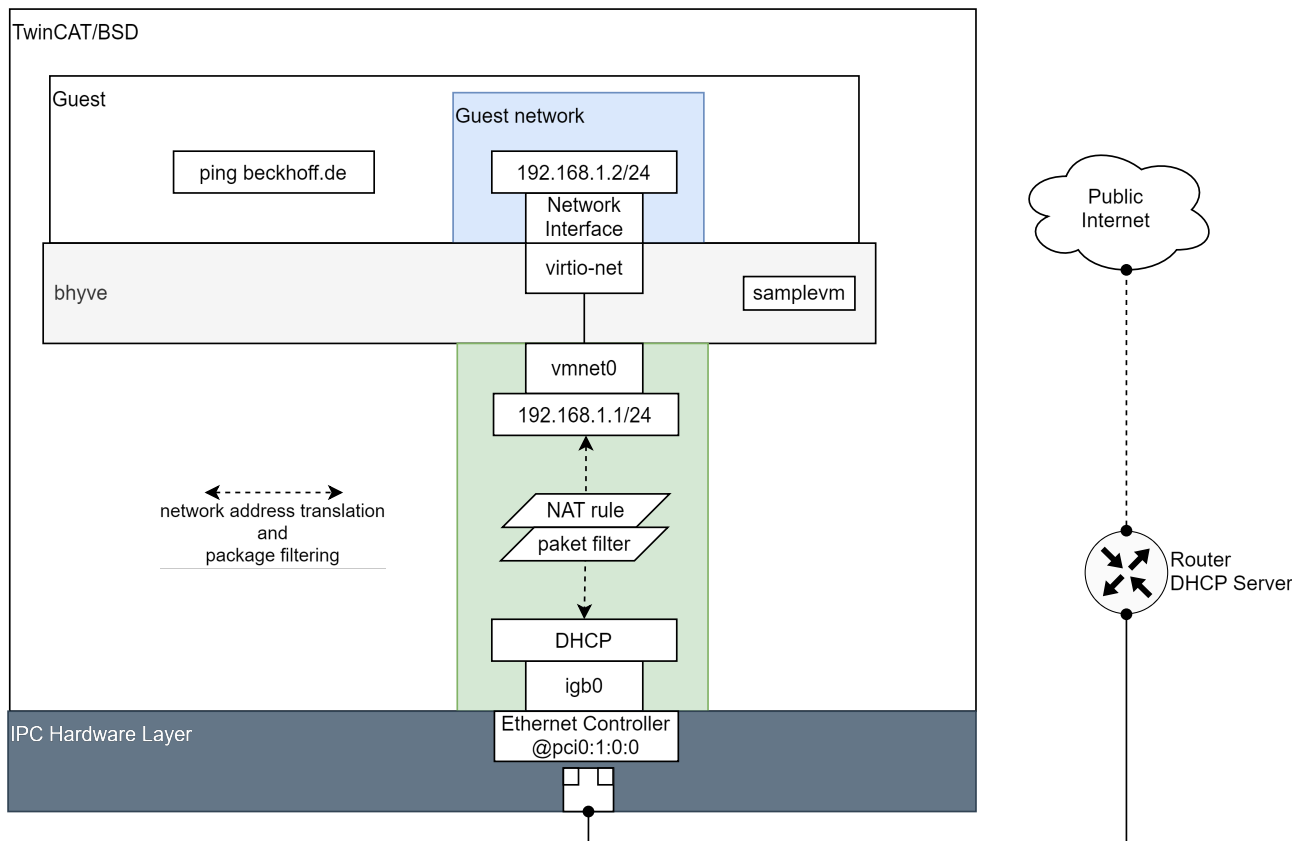 TwinCAT/BSD
Guest
Guest network
ping beckhoff.de
192.168.1.2/24
Network
Interface
virtio-net
bhyve
samplevm
vmnet0
192.168.1.1/24
network address translation
and
package filtering
NAT rule
paket filter
DHCP
igb0
IPC Hardware Layer
Ethernet Controller
@pci0:1:0:0
Public
Internet
Router
DHCP Server